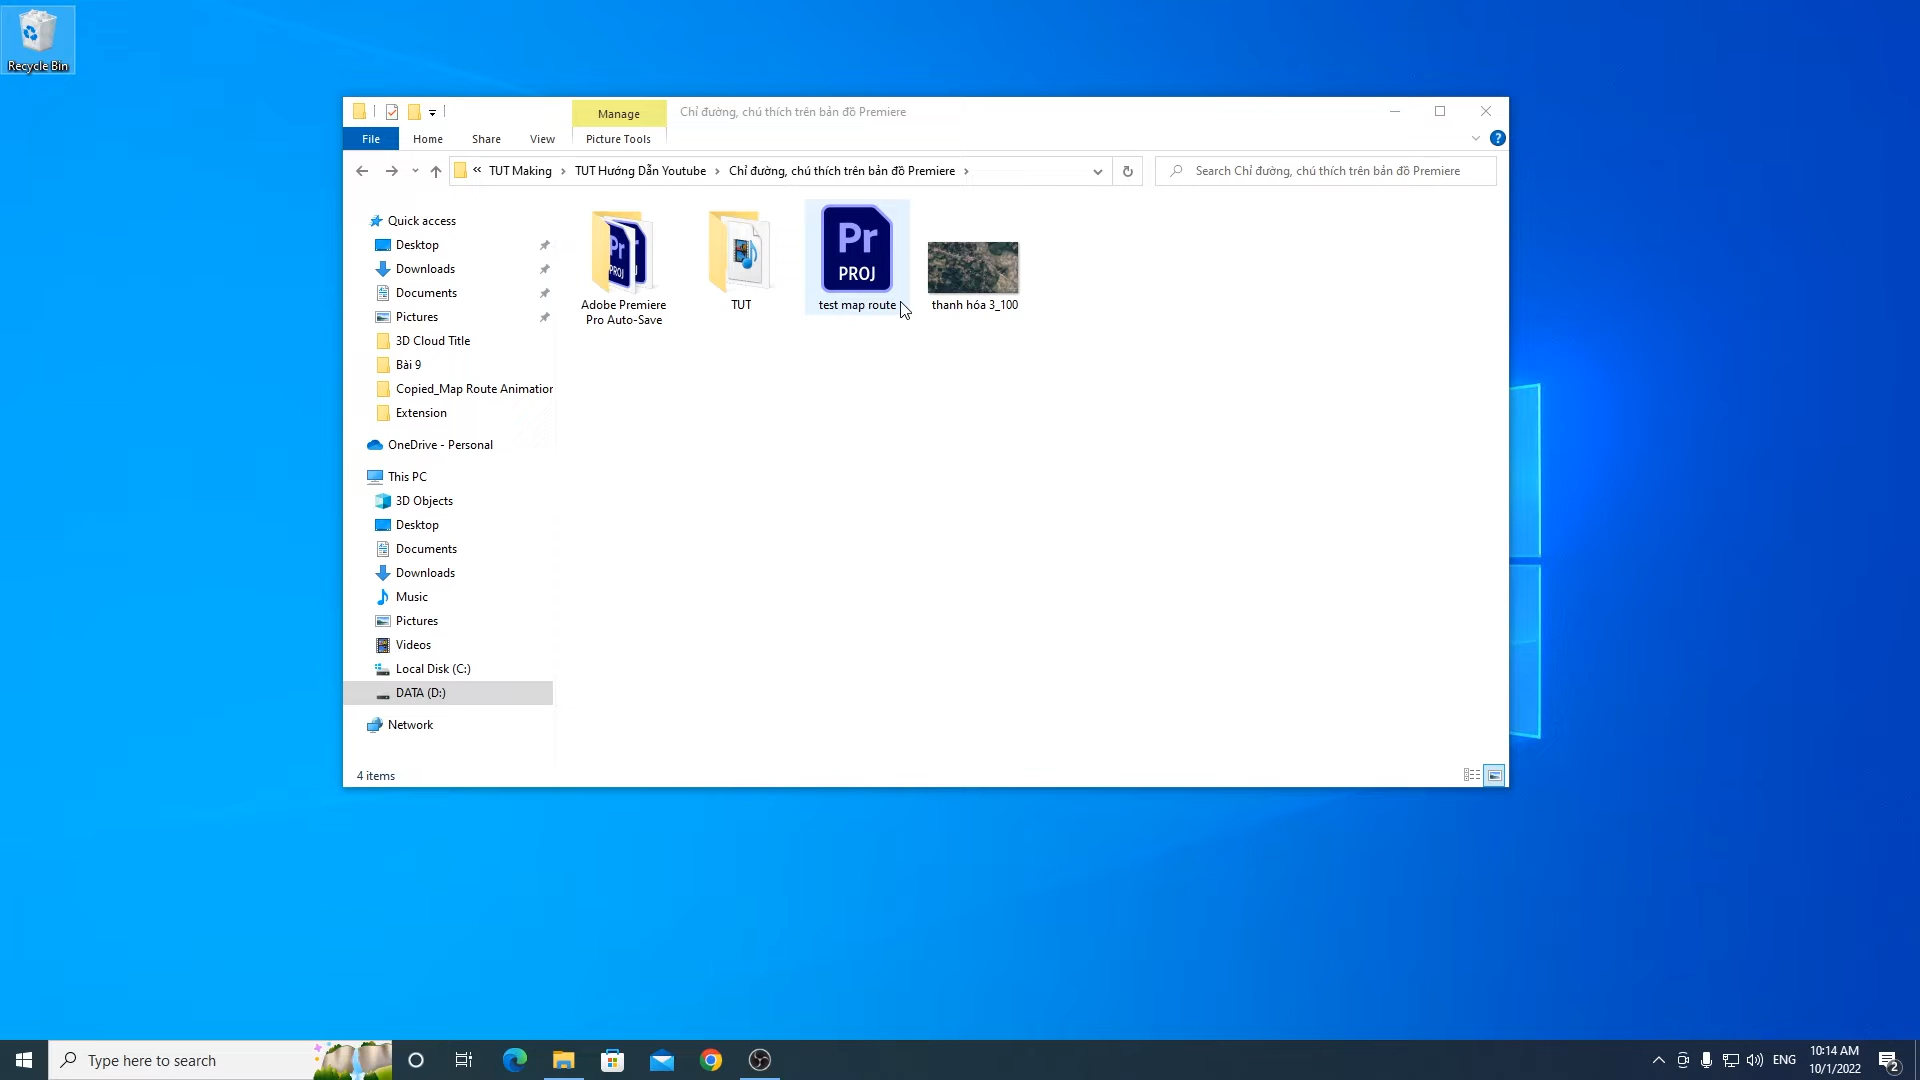 Recycle Bin
Manage
Chỉ đường, chú thích trên bản đồ Premiere
File
Home
Share
View
Picture Tools
« TUT Making › TUT Hướng Dẫn Youtube › Chỉ đường, chú thích trên bản đồ Premiere ›
Search Chỉ đường, chú thích trên bản đồ Premiere
Quick access
Desktop
Downloads
Documents
Pictures
3D Cloud Title
Bài 9
Copied_Map Route Animation
Extension
OneDrive - Personal
This PC
3D Objects
Desktop
Documents
Downloads
Music
Pictures
Videos
Local Disk (C:)
DATA (D:)
Network
Pr
PROJ
Adobe Premiere
Pro Auto-Save
TUT
Pr
PROJ
test map route
thanh hóa 3_100
4 items
Type here to search
ENG
10:14 AM
10/1/2022
2